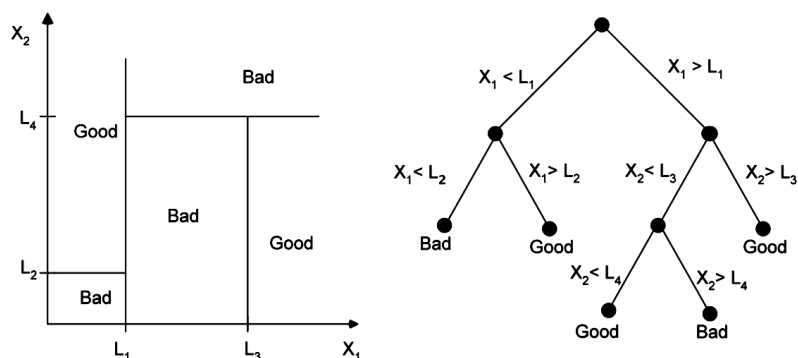 X₂
Bad
L₄
Good
Bad
Good
L₂
Bad
L₁
L₃
X₁
X₁ < L₁
X₁ > L₁
X₁< L₂
X₁> L₂
X₂< L₃
X₂> L₃
Bad
Good
Good
X₂< L₄
X₂> L₄
Good
Bad